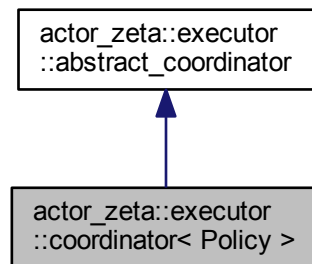 actor_zeta::executor
::abstract_coordinator
actor_zeta::executor
::coordinator< Policy >